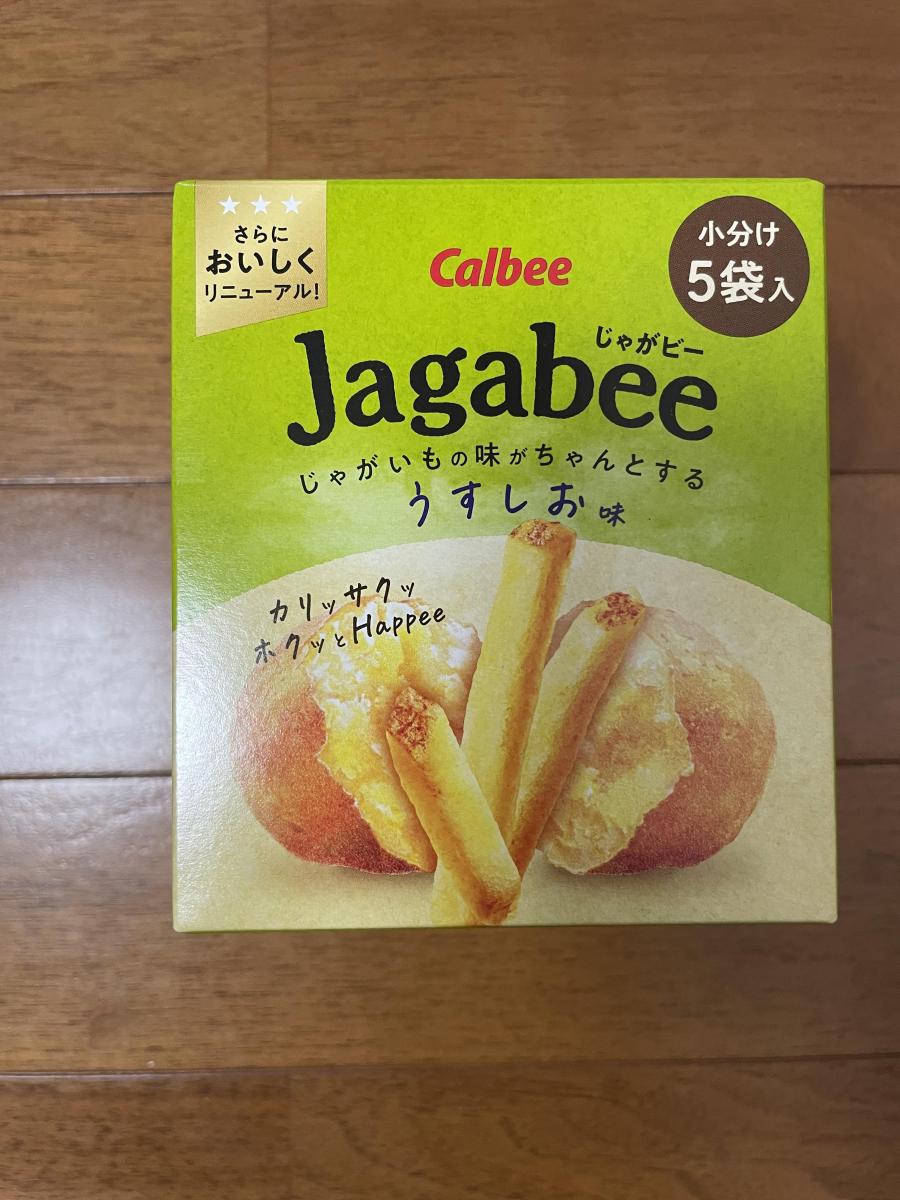 ★★★
さらに
おいしく
リニューアル!
Calbee
小分け
5袋入
じゃがビー
Jagabee
じゃがいもの味がちゃんとする
うすしお味
カリッサクッ
ホクッとHappee